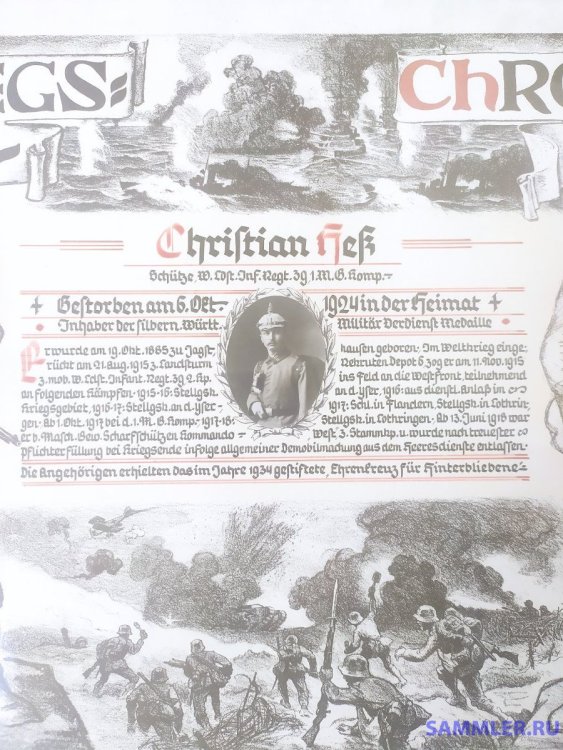 EGS=
ChRO
Christian Heß
Schütze, W. Ldst. Inf. Regt. 39 1. M. G. Komp.
Gestorben am 6. Okt. 1924 in der Heimat
Inhaber der silbern. Württ. Militär Verdienst Medaille
Er wurde am 19. Okt. 1885 zu Jagsthausen geboren. Im Weltkrieg einge-
rückt am 21. Aug. 1915 3. Landsturm Rekruten Depot 6 zog er am 11. Nov. 1915
z. mob. W. Ldst. Infant. Regt. 39 2. Kp. ins Feld an die Westfront, teilnehmend
an folgenden Kämpfen: 1915-16: Stellgsk. an d. Yser, 1916: aus dienstl. Anlaß im
Kriegsgebiet, 1916-17: Stellgsk. an d. Yser- 1917: Schl. in Flandern, Stellgsk. in Lothrin-
gen. Ab 1. Okt. 1917 bei d. 1. M. G. Komp. 1917-18: Stellgsk. in Lothringen. Ab 13. Juni 1918 war
er b. Masch. Gew. Scharfschützen Kommando West 3. Stammkp. u. wurde nach treuester
Pflichterfüllung bei Kriegsende infolge allgemeiner Demobilmachung aus dem Heeresdienste entlassen.
Die Angehörigen erhielten das im Jahre 1934 gestiftete, Ehrenkreuz für Hinterbliebene"
SAMMLER.RU